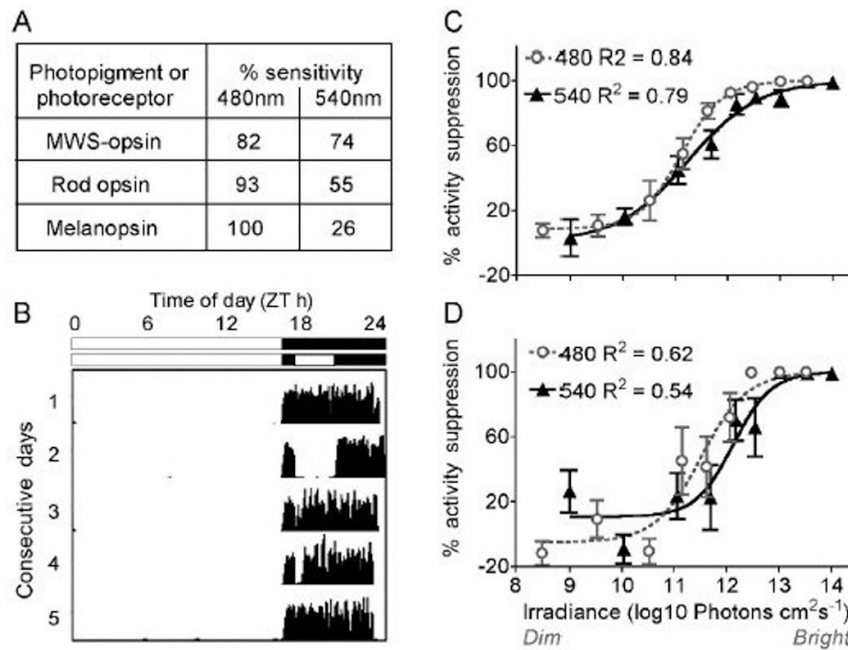 A
Photopigment or photoreceptor % sensitivity
480nm 540nm
MWS-opsin 82 74
Rod opsin 93 55
Melanopsin 100 26
B
Time of day (ZT h)
0 6 12 18 24
Consecutive days
1
2
3
4
5
C
480 R2 = 0.84
540 R² = 0.79
% activity suppression
100
60
20
-20
D
480 R² = 0.62
540 R² = 0.54
% activity suppression
100
60
20
-20
8 9 10 11 12 13 14
Irradiance (log10 Photons cm²s⁻¹)
Dim Bright